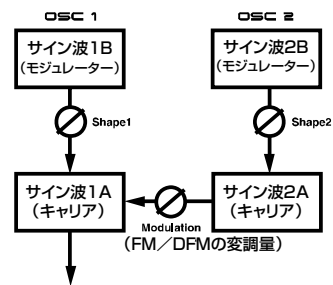 OSC 1
OSC 2
サイン波1B
(モジュレーター)
サイン波2B
(モジュレーター)
Shape1
Shape2
サイン波1A
(キャリア)
サイン波2A
(キャリア)
Modulation
(FM/DFMの変調量)